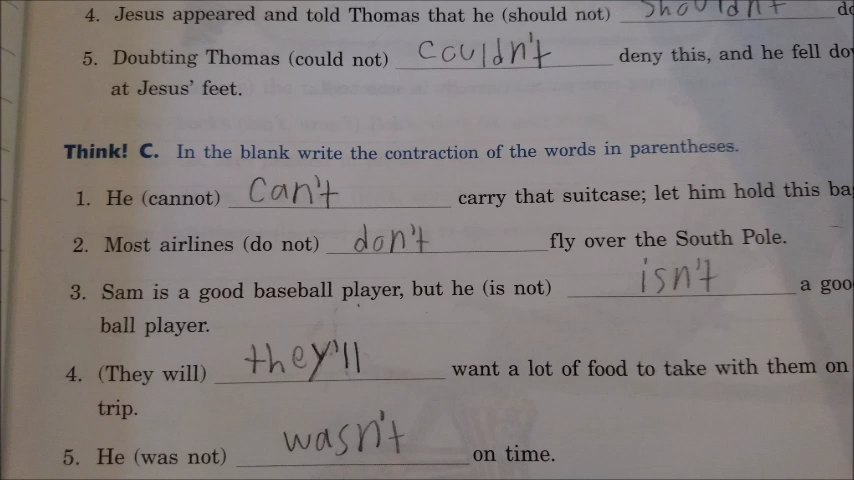 4. Jesus appeared and told Thomas that he (should not) shouldn't
5. Doubting Thomas (could not) couldn't deny this, and he fell
at Jesus' feet.
Think! C. In the blank write the contraction of the words in parentheses.
1. He (cannot) can't carry that suitcase; let him hold this
2. Most airlines (do not) don't fly over the South Pole.
3. Sam is a good baseball player, but he (is not) isn't a
ball player.
4. (They will) they'll want a lot of food to take with them on
trip.
5. He (was not) wasn't on time.